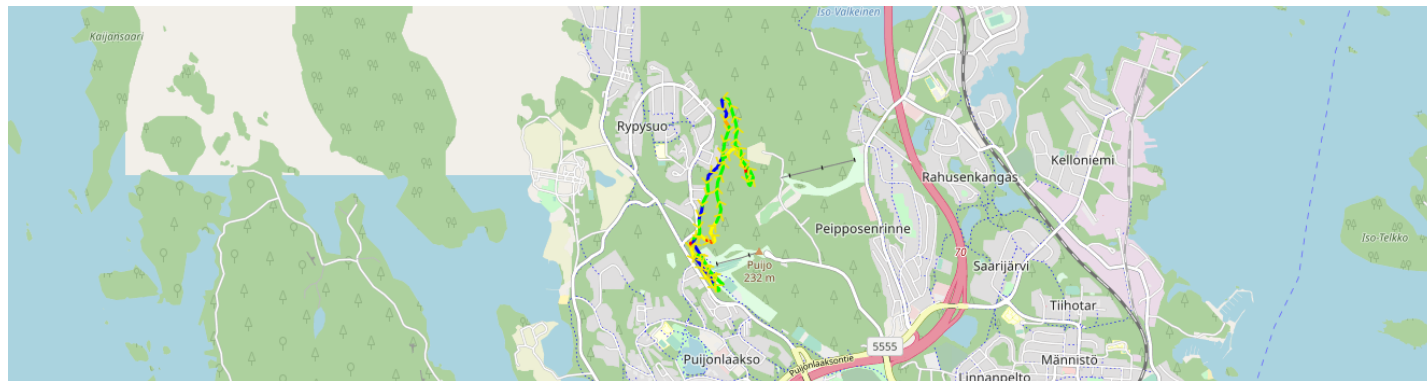 Iso-Valkeinen
Kaijansaari
Rypysuo
Kelloniemi
Rahusenkangas
Peipposenrinne
Iso-Telkko
70
Saarijärvi
Puijo
232 m
Tiihotar
5555
Puijonlaakso
Puijonlaaksontie
Männistö
Linnanpelto